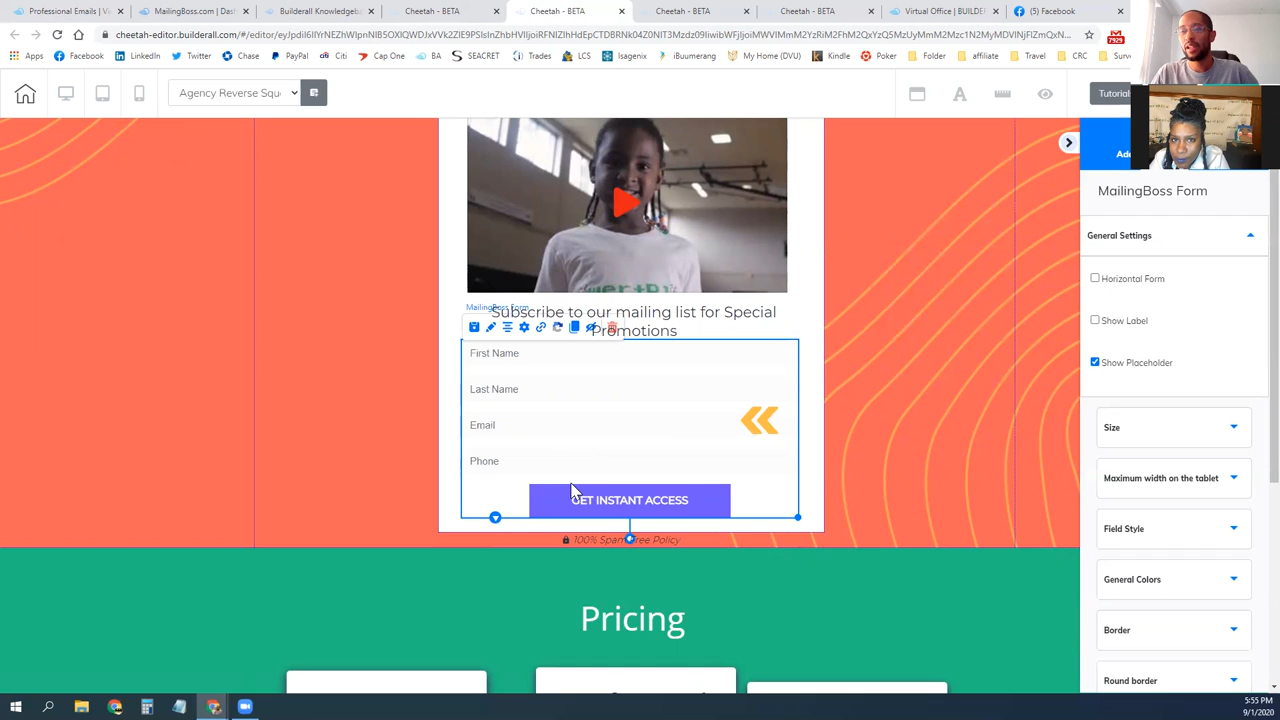 Professional Emails | Vi
MailingBoss.com | Dash
Builderall Knowledgeb
Cheetah - BETA
Cheetah - BETA
Cheetah - BETA
Cheetah - BETA
Virtual Office | BUILDER
(5) Facebook
Apps
Facebook
LinkedIn
Twitter
Chase
PayPal
Citi
Cap One
BA
SEACRET
Trades
LCS
Isagenix
iBuumerang
My Home (DVU)
Kindle
Poker
Folder
affiliate
Travel
CRC
Surv
7929
Agency Reverse Squ
Tutorial
MailingBoss Form
General Settings
Horizontal Form
Show Label
Show Placeholder
Size
Maximum width on the tablet
Field Style
General Colors
Border
Round border
MailingBoss Form
Subscribe to our mailing list for Special
Promotions
First Name
Last Name
Email
Phone
GET INSTANT ACCESS
100% Spam Free Policy
Pricing
5:55 PM
9/1/2020